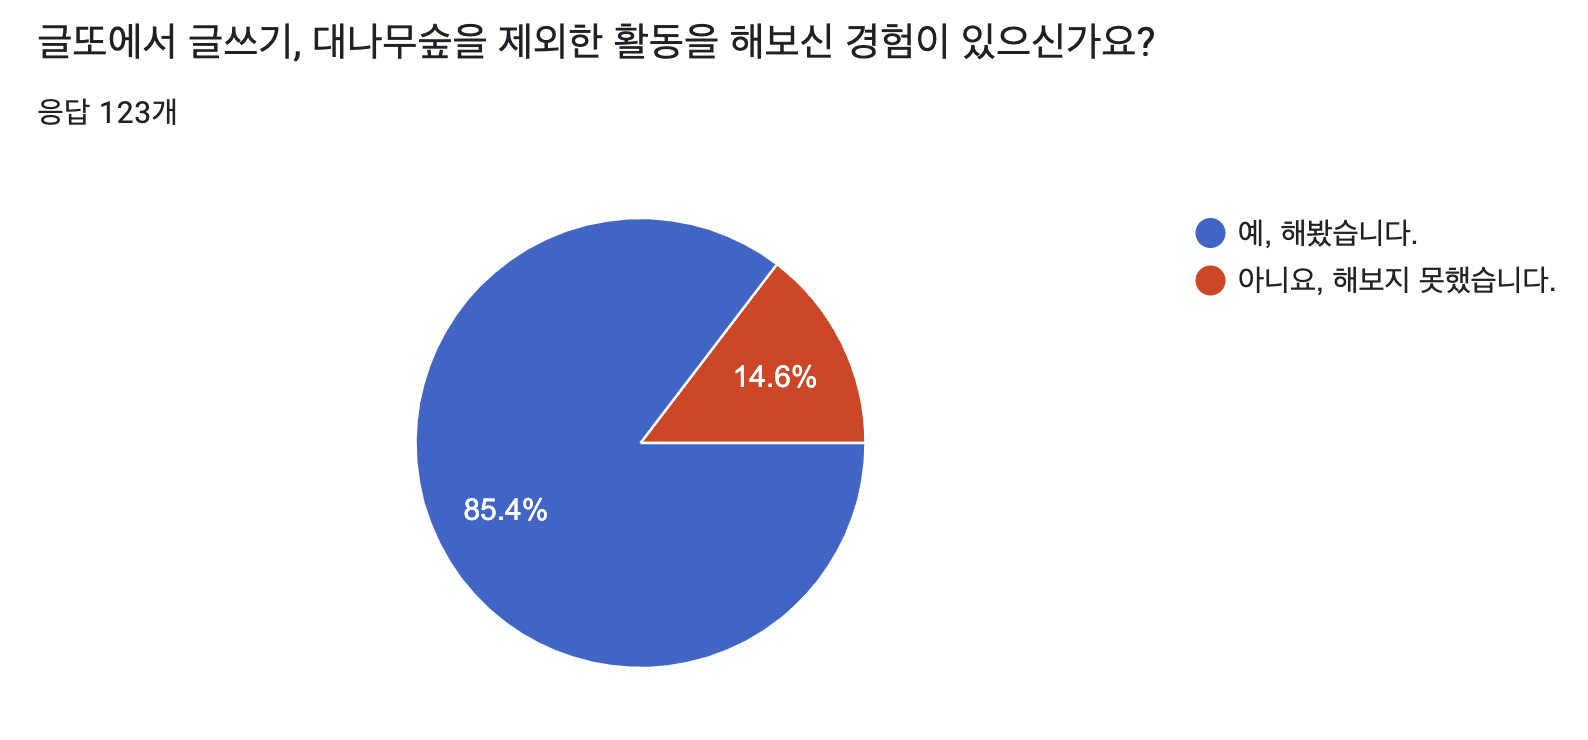 글또에서 글쓰기, 대나무숲을 제외한 활동을 해보신 경험이 있으신가요?
응답 123개
예, 해봤습니다.
아니요, 해보지 못했습니다.
14.6%
85.4%